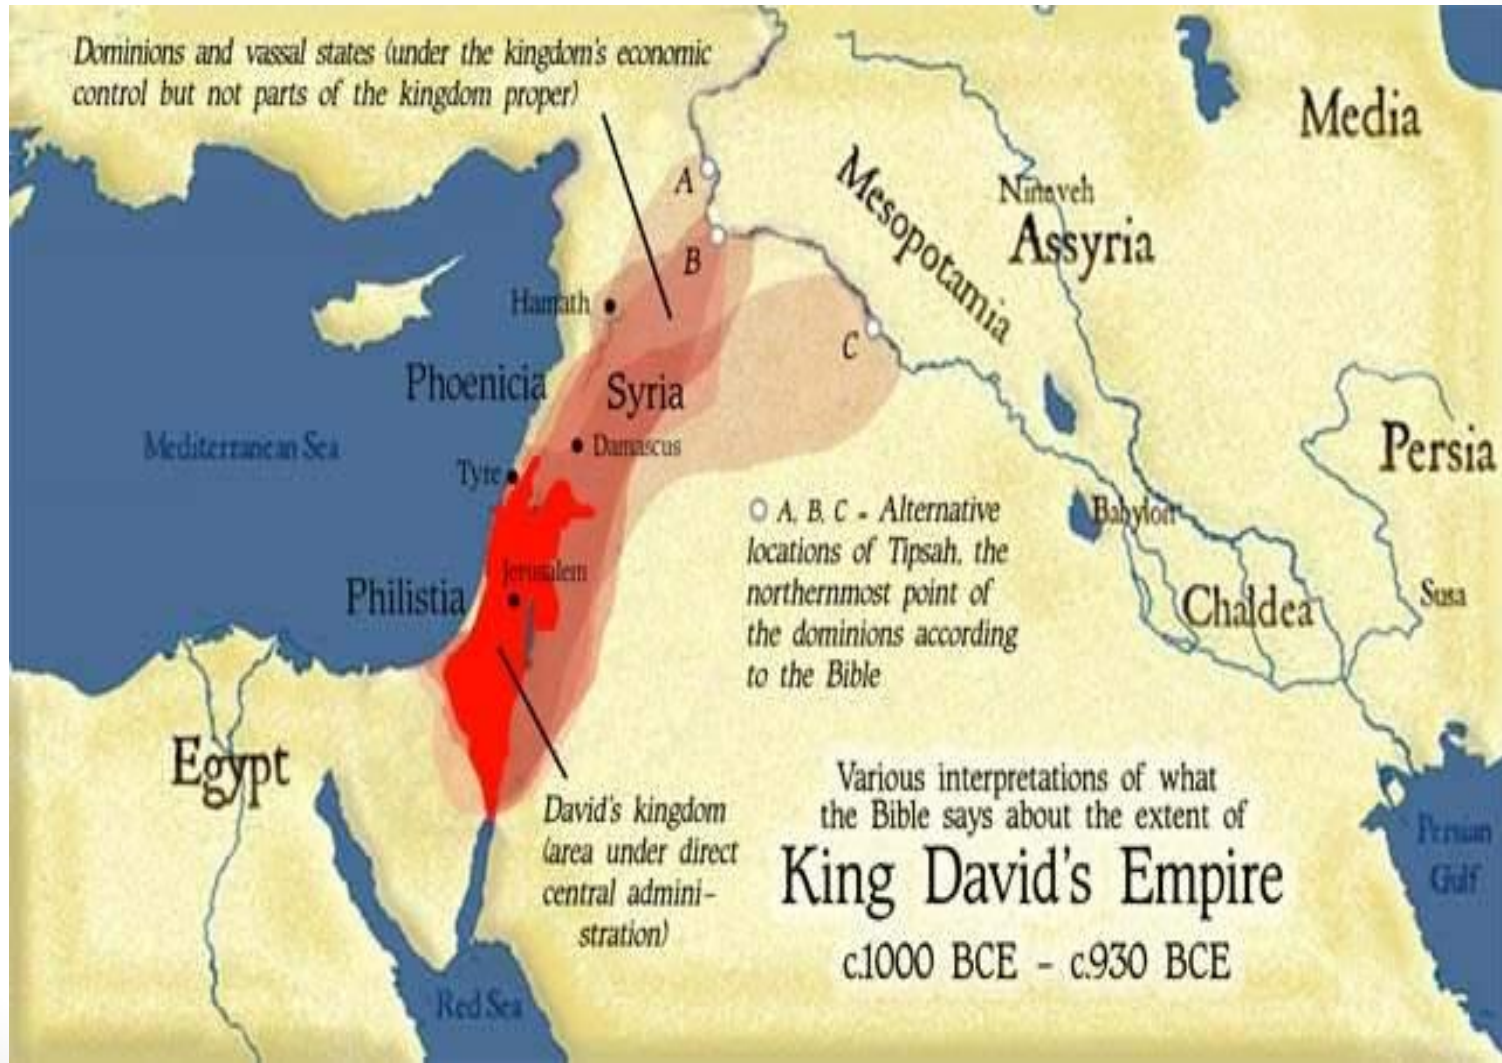 Dominions and vassal states (under the kingdom's economic
control but not parts of the kingdom proper)
Media
A
Mesopotamia
Nineveh
Assyria
B
Hamath
C
Phoenicia
Syria
Mediterranean Sea
Damascus
Persia
Tyre
A, B, C - Alternative
locations of Tipsah, the
northernmost point of
the dominions according
to the Bible
Babylon
Jerusalem
Philistia
Chaldea
Susa
Egypt
David's kingdom
(area under direct
central admini-
stration)
Various interpretations of what
the Bible says about the extent of
King David's Empire
c.1000 BCE - c.930 BCE
Persian
Gulf
Red Sea